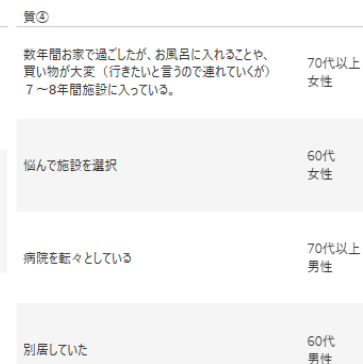 質④
数年間お家で過ごしたが、お風呂に入れることや、
買い物が大変（行きたいと言うので連れていくが）
７～8年間施設に入っている。
70代以上
女性
悩んで施設を選択
60代
女性
病院を転々としている
70代以上
男性
別居していた
60代
男性